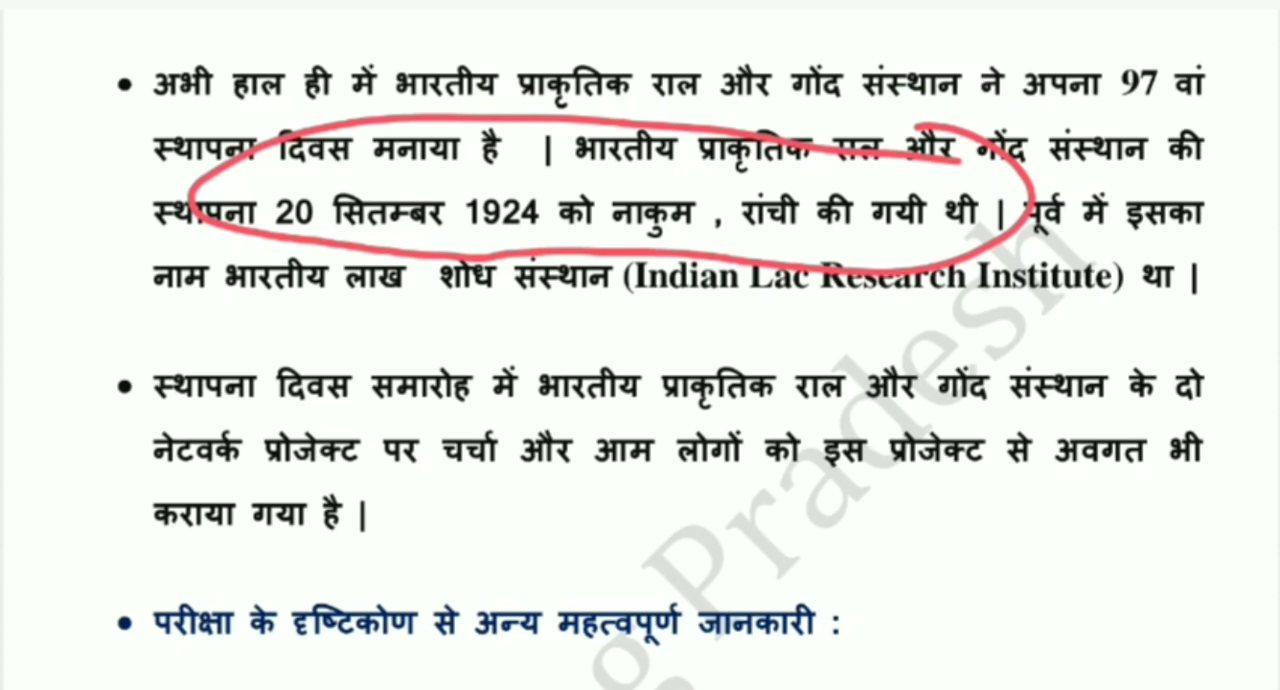 • अभी हाल ही में भारतीय प्राकृतिक राल और गोंद संस्थान ने अपना 97 वां
स्थापना दिवस मनाया है | भारतीय प्राकृतिक राल और गोंद संस्थान की
स्थापना 20 सितम्बर 1924 को नाकुम , रांची की गयी थी | पूर्व में इसका
नाम भारतीय लाख शोध संस्थान (Indian Lac Research Institute) था |
• स्थापना दिवस समारोह में भारतीय प्राकृतिक राल और गोंद संस्थान के दो
नेटवर्क प्रोजेक्ट पर चर्चा और आम लोगों को इस प्रोजेक्ट से अवगत भी
कराया गया है |
• परीक्षा के दृष्टिकोण से अन्य महत्वपूर्ण जानकारी :
Pradesh